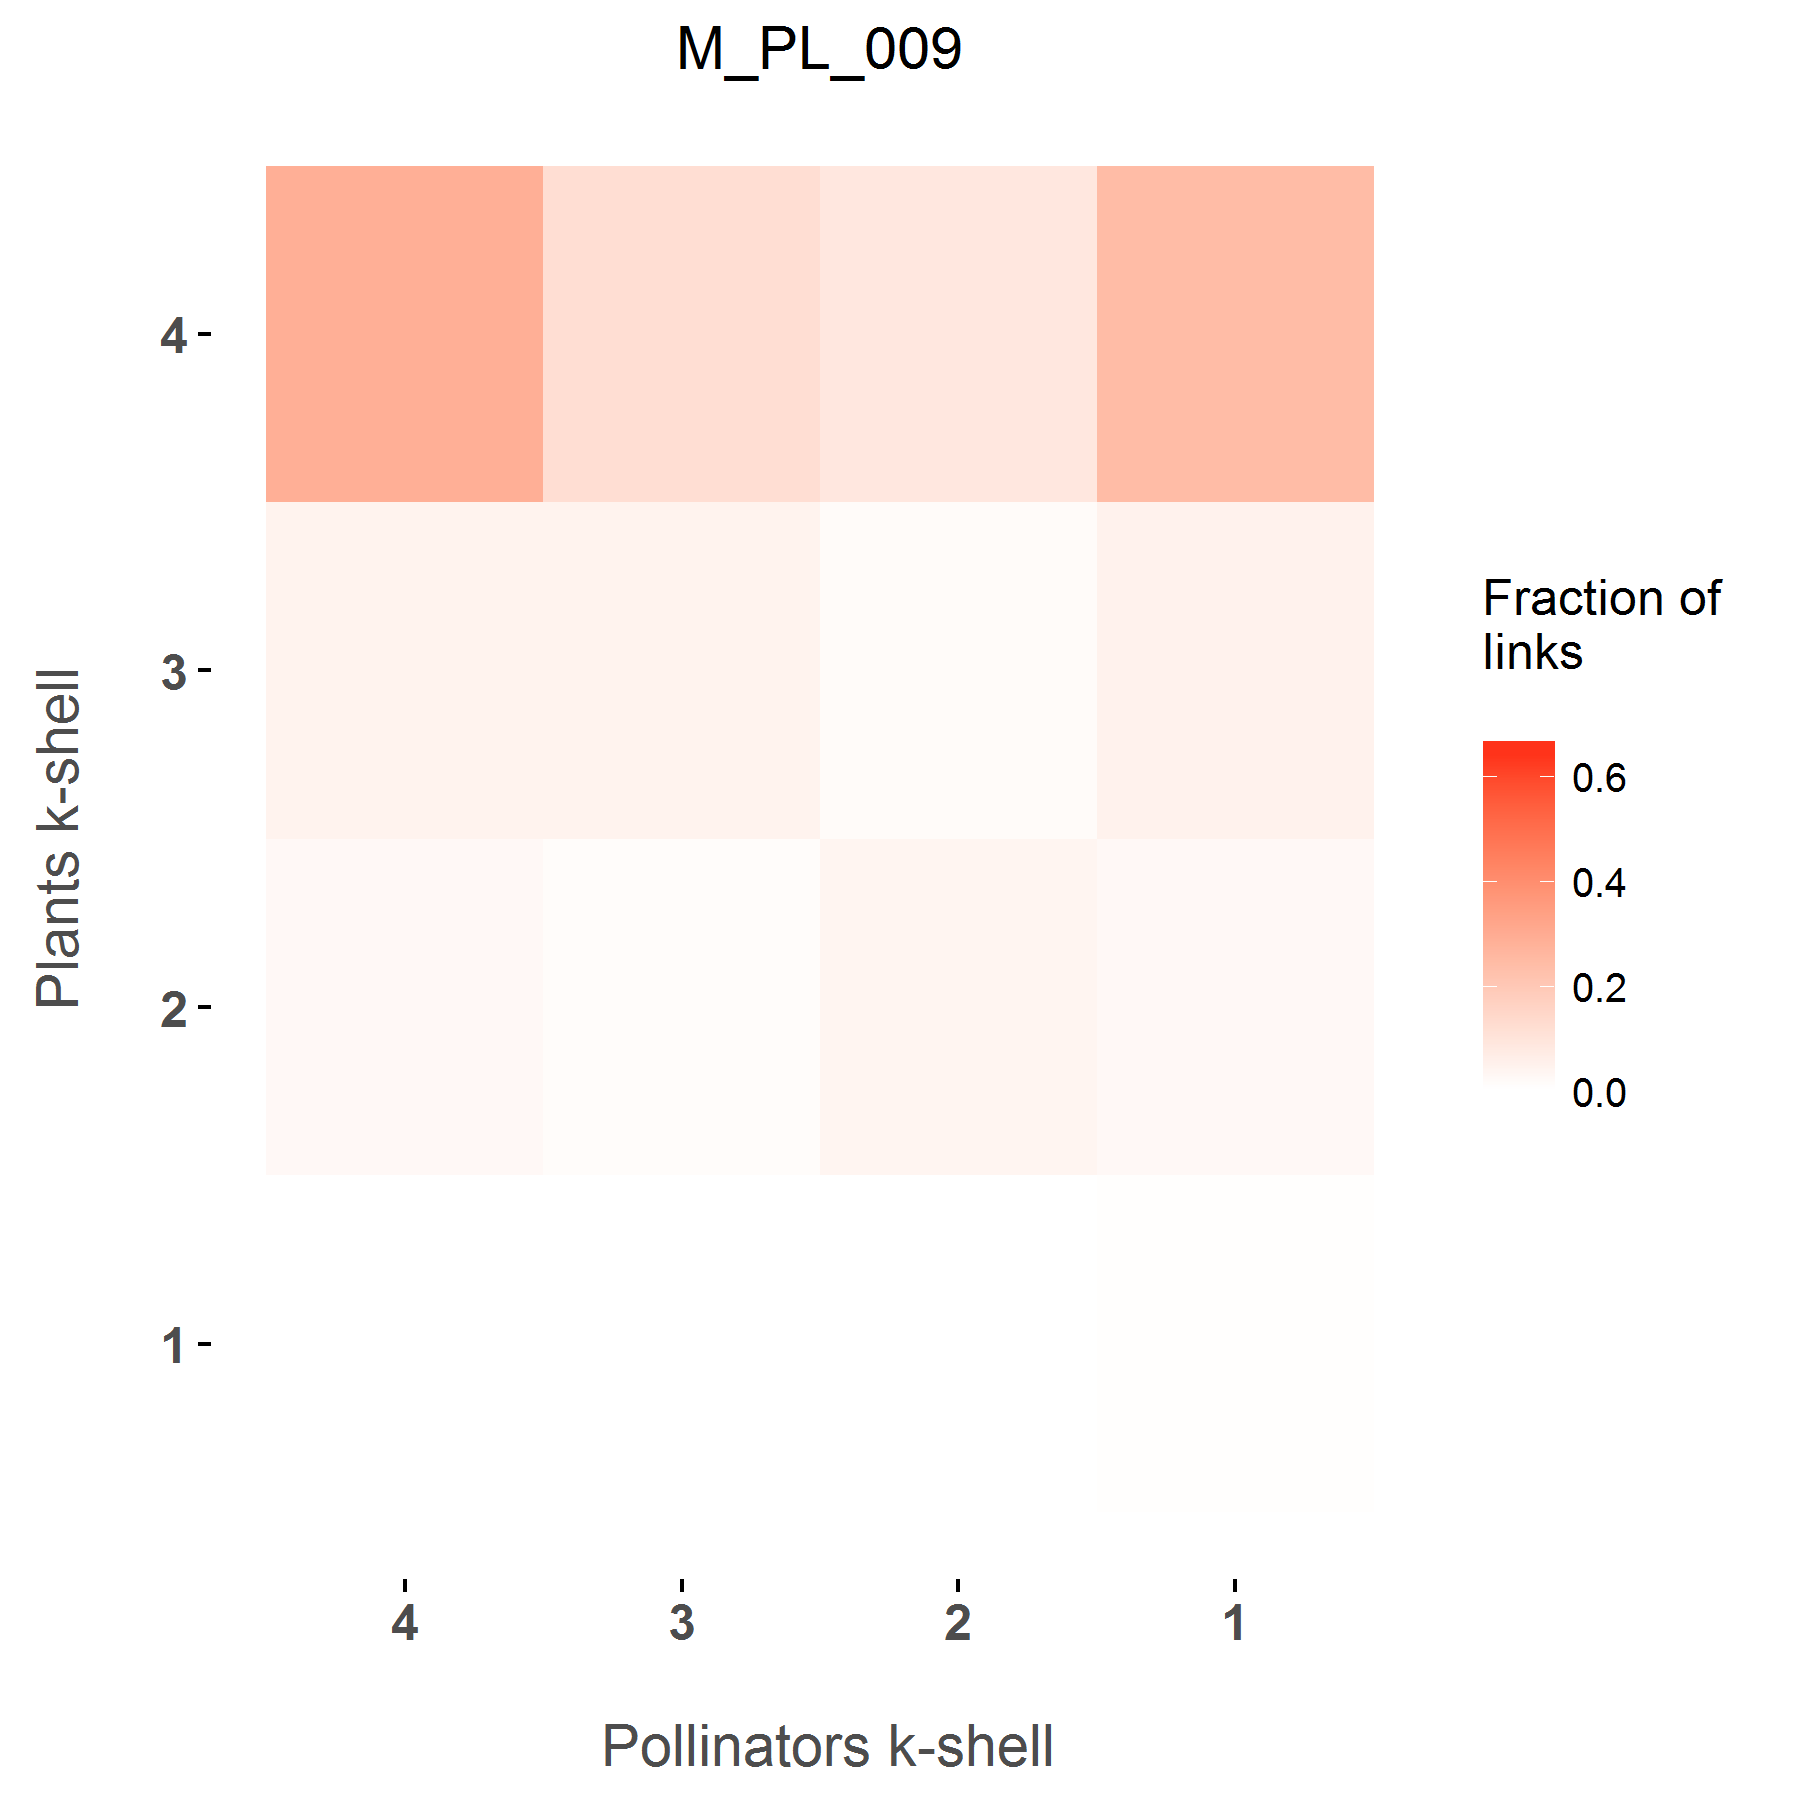 M_PL_009
Plants k-shell
4
3
2
1
4 3 2 1
Pollinators k-shell
Fraction of
links
0.6
0.4
0.2
0.0